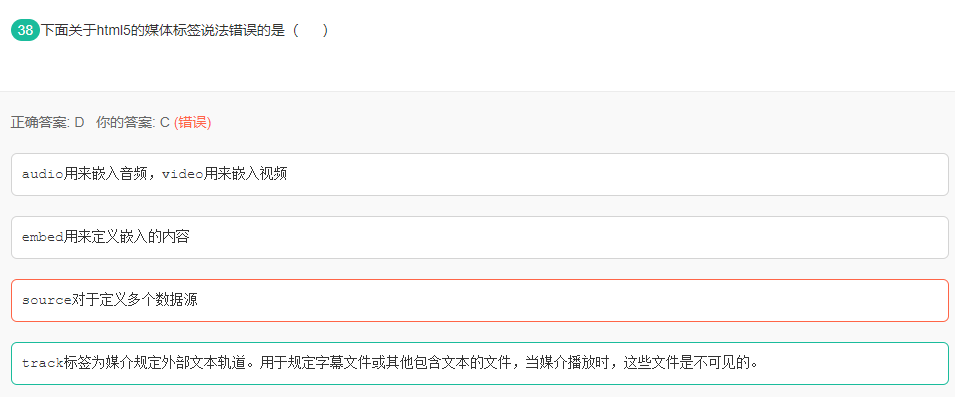 38 下面关于html5的媒体标签说法错误的是（ ）
正确答案: D 你的答案: C (错误)
audio用来嵌入音频，video用来嵌入视频
embed用来定义嵌入的内容
source对于定义多个数据源
track标签为媒介规定外部文本轨道。用于规定字幕文件或其他包含文本的文件，当媒介播放时，这些文件是不可见的。